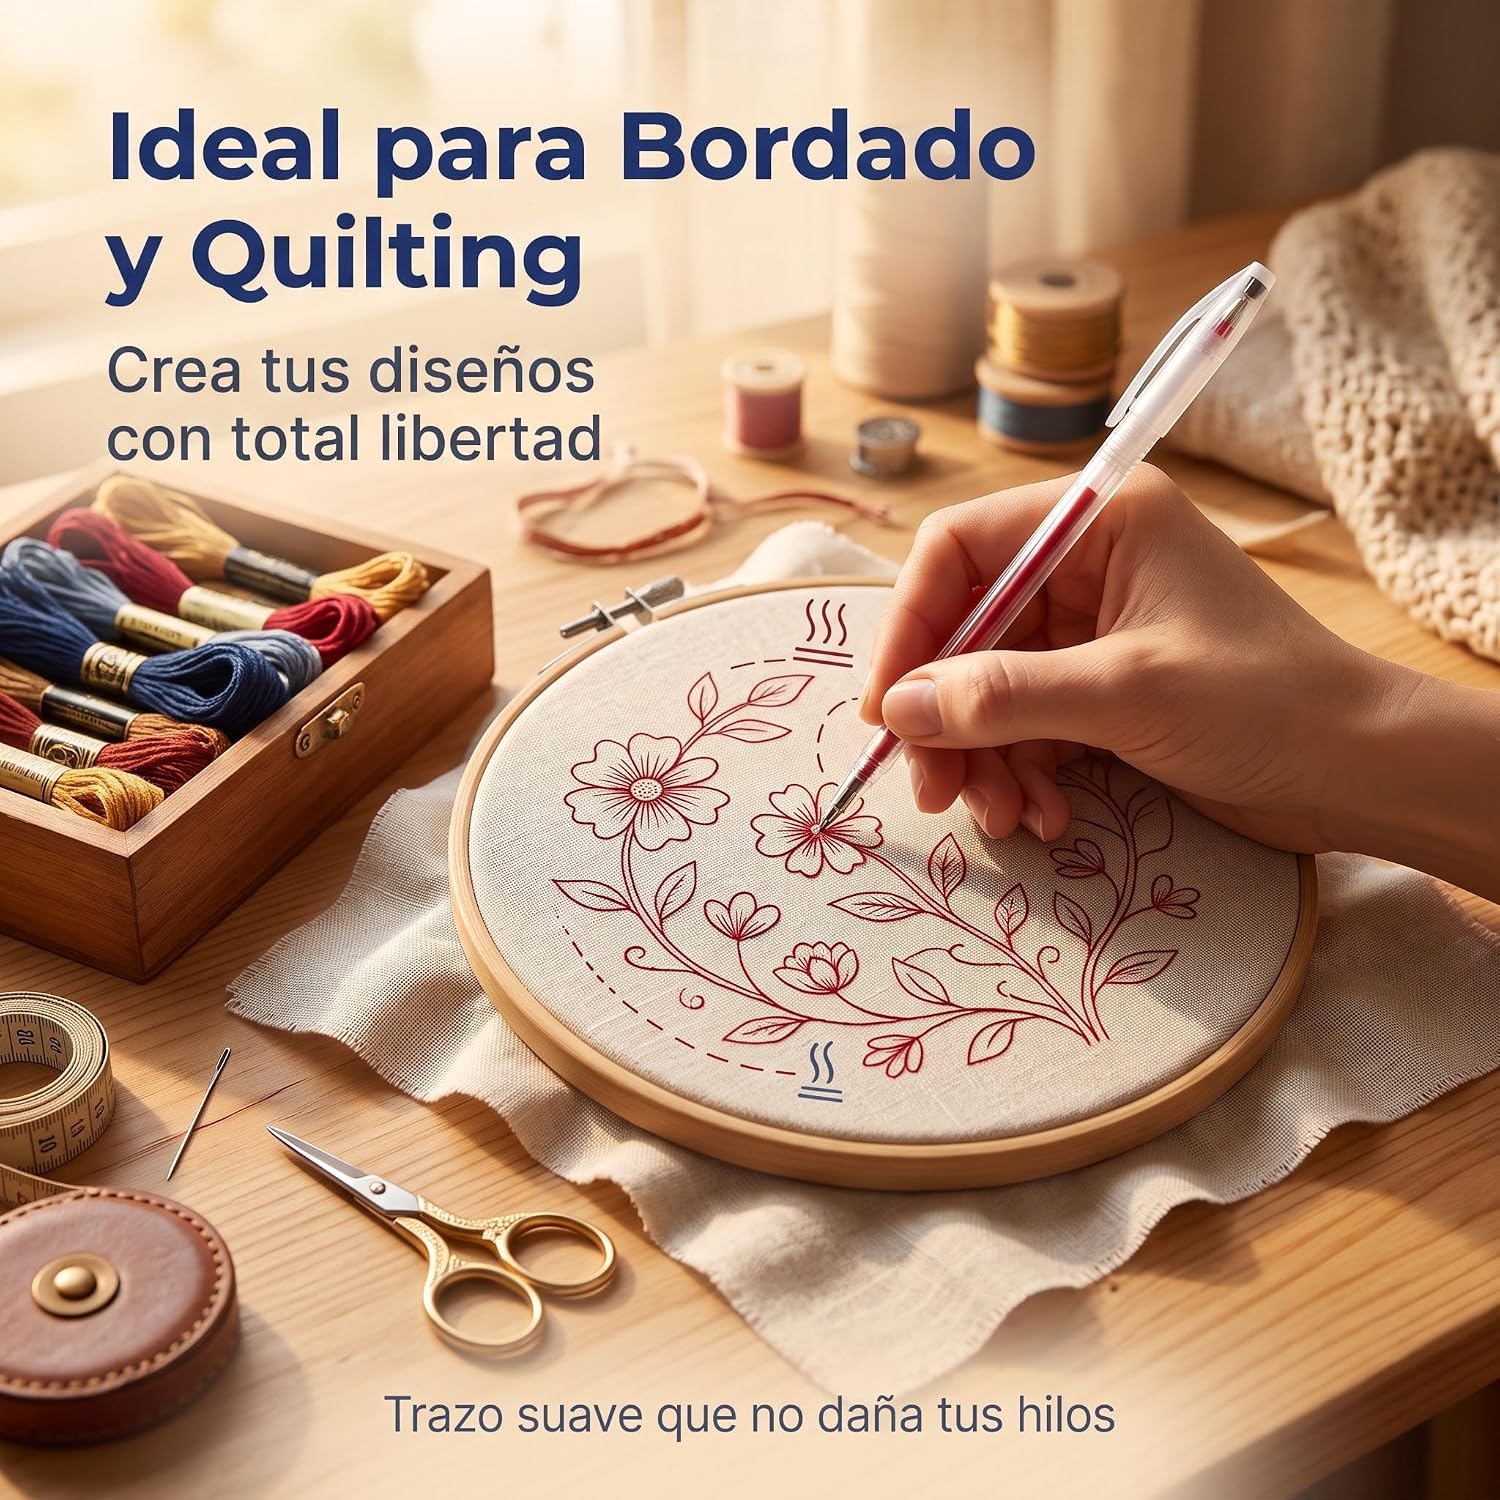 Ideal para Bordado
y Quilting
Crea tus diseños
con total libertad
Trazo suave que no daña tus hilos